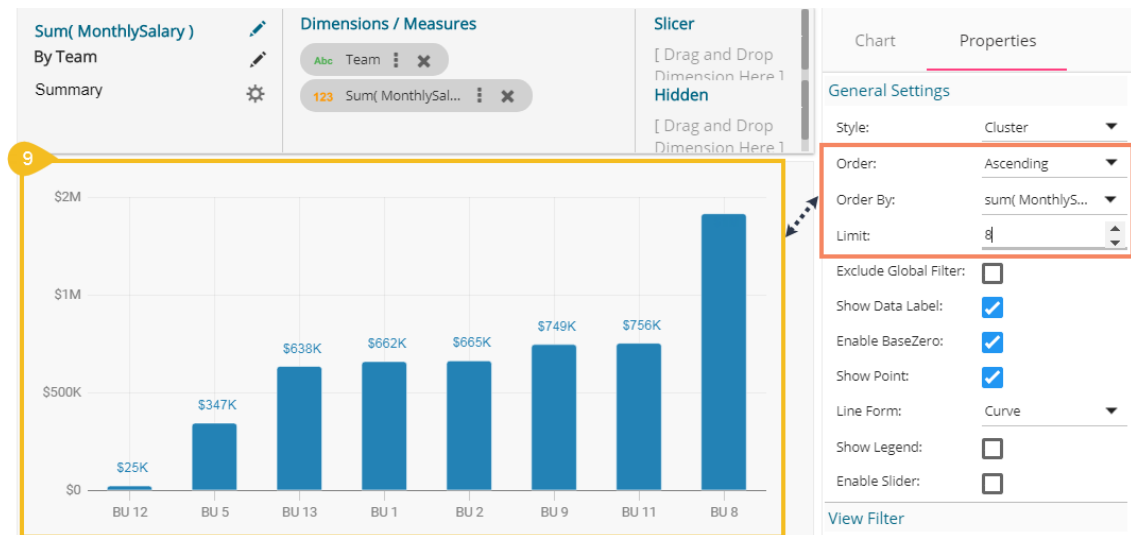 Sum( MonthlySalary )
By Team
Summary
Dimensions / Measures
Abc Team
123 Sum( MonthlySal...
Slicer
[ Drag and Drop
Dimension Here ]
Hidden
[ Drag and Drop
Dimension Here ]
Chart Properties
General Settings
Style: Cluster
Order: Ascending
Order By: sum( MonthlyS...
Limit: 8
Exclude Global Filter:
Show Data Label:
Enable BaseZero:
Show Point:
Line Form: Curve
Show Legend:
Enable Slider:
View Filter
9
$2M
$1M
$500K
$0
$25K
$347K
$638K
$662K
$665K
$749K
$756K
BU 12 BU 5 BU 13 BU 1 BU 2 BU 9 BU 11 BU 8